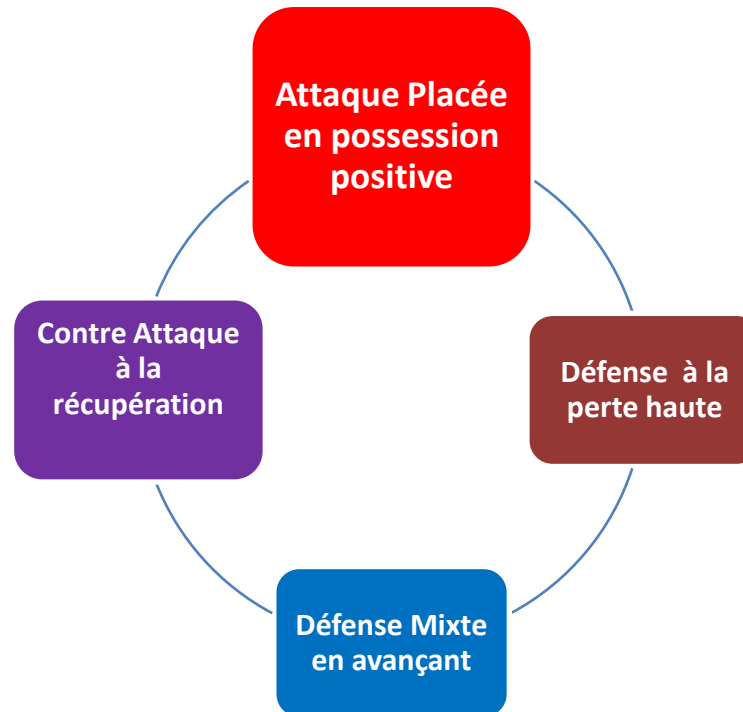 Attaque Placée
en possession
positive
Contre Attaque
à la
récupération
Défense à la
perte haute
Défense Mixte
en avançant